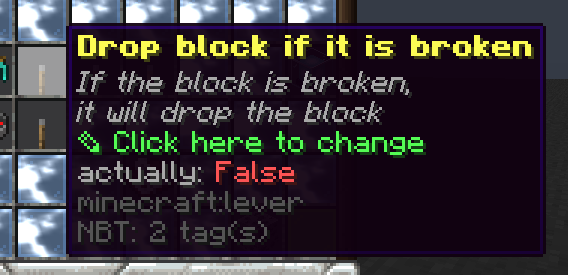 Drop block if it is broken
If the block is broken,
it will drop the block
✎ Click here to change
actually: False
minecraft:lever
NBT: 2 tag(s)